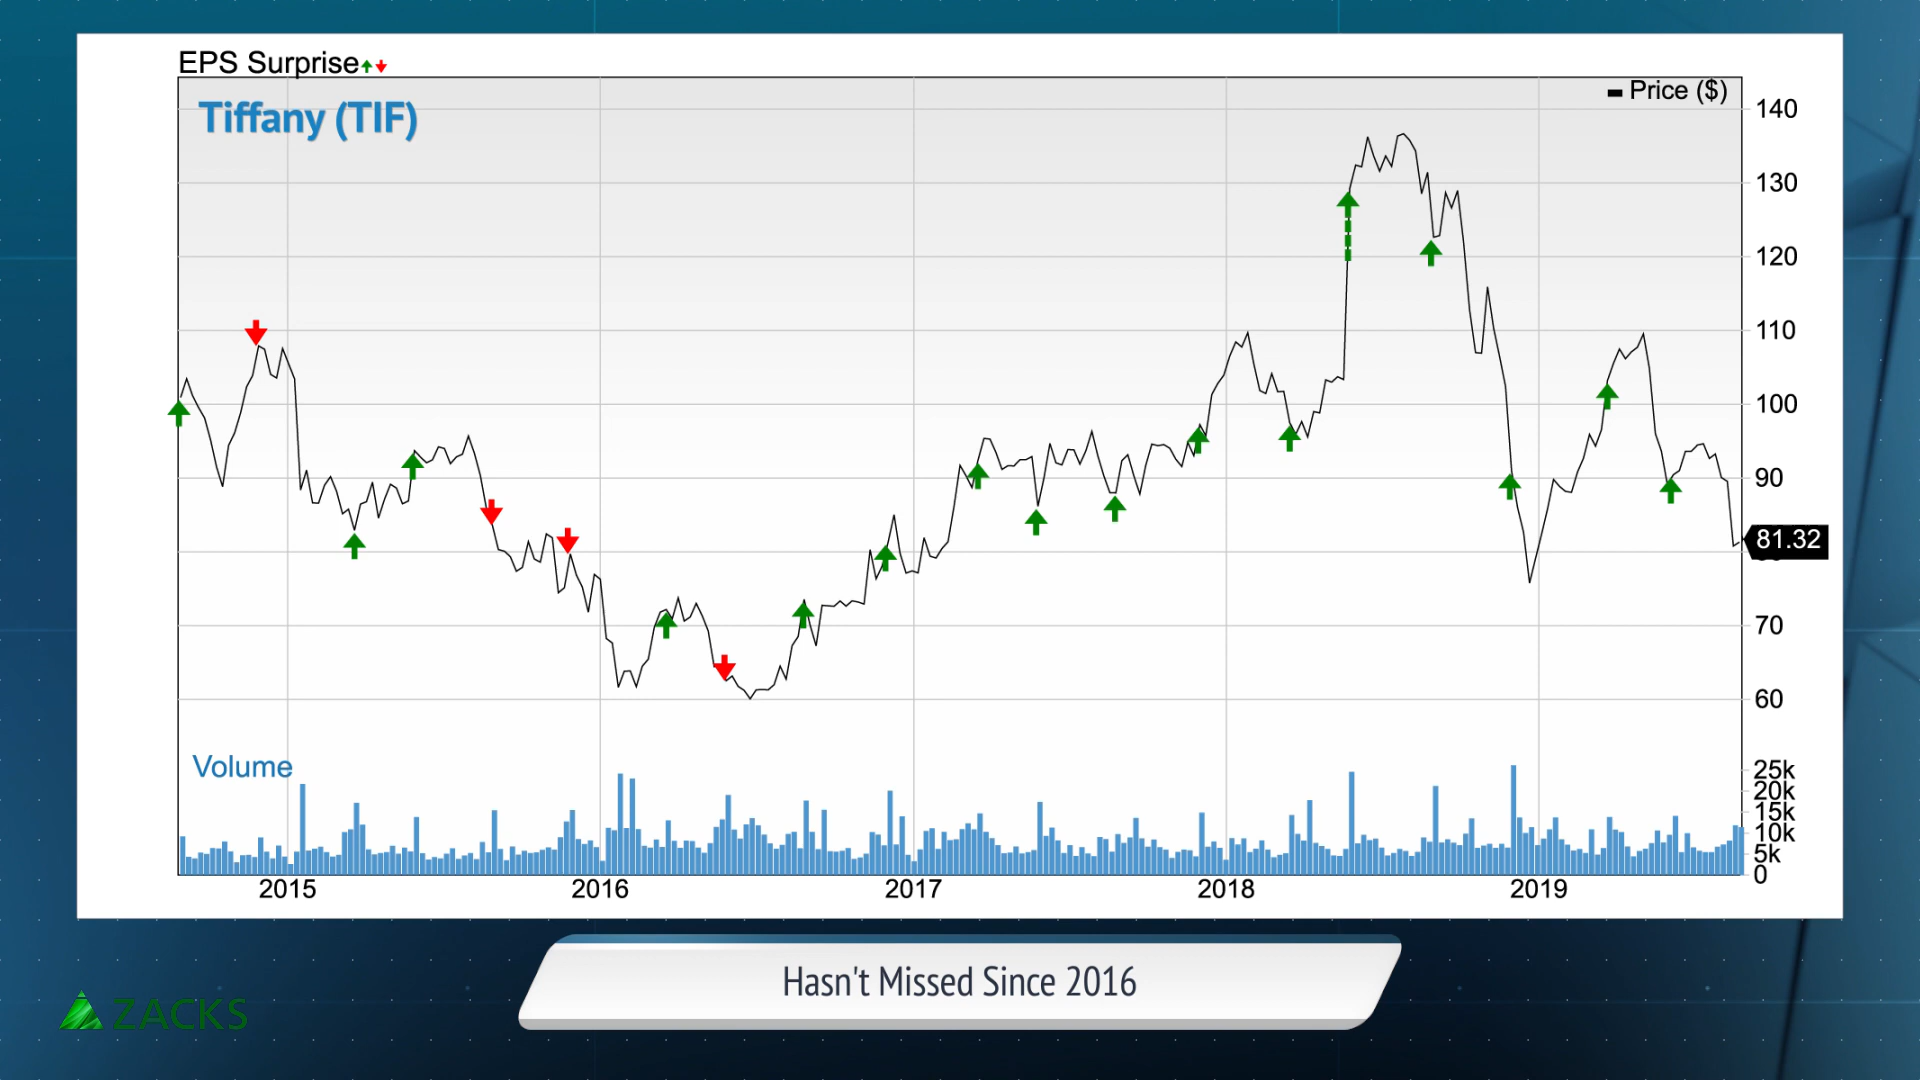 EPS Surprise
Tiffany (TIF)
Price ($)
140
130
120
110
100
90
81.32
70
60
Volume
25k
20k
15k
10k
5k
0
2015 2016 2017 2018 2019
Hasn't Missed Since 2016
ZACKS